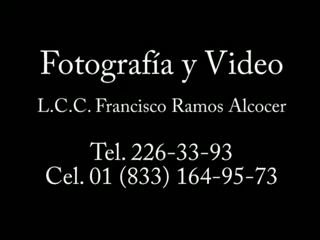 Fotografía y Video
L.C.C. Francisco Ramos Alcocer
Tel. 226-33-93
Cel. 01 (833) 164-95-73